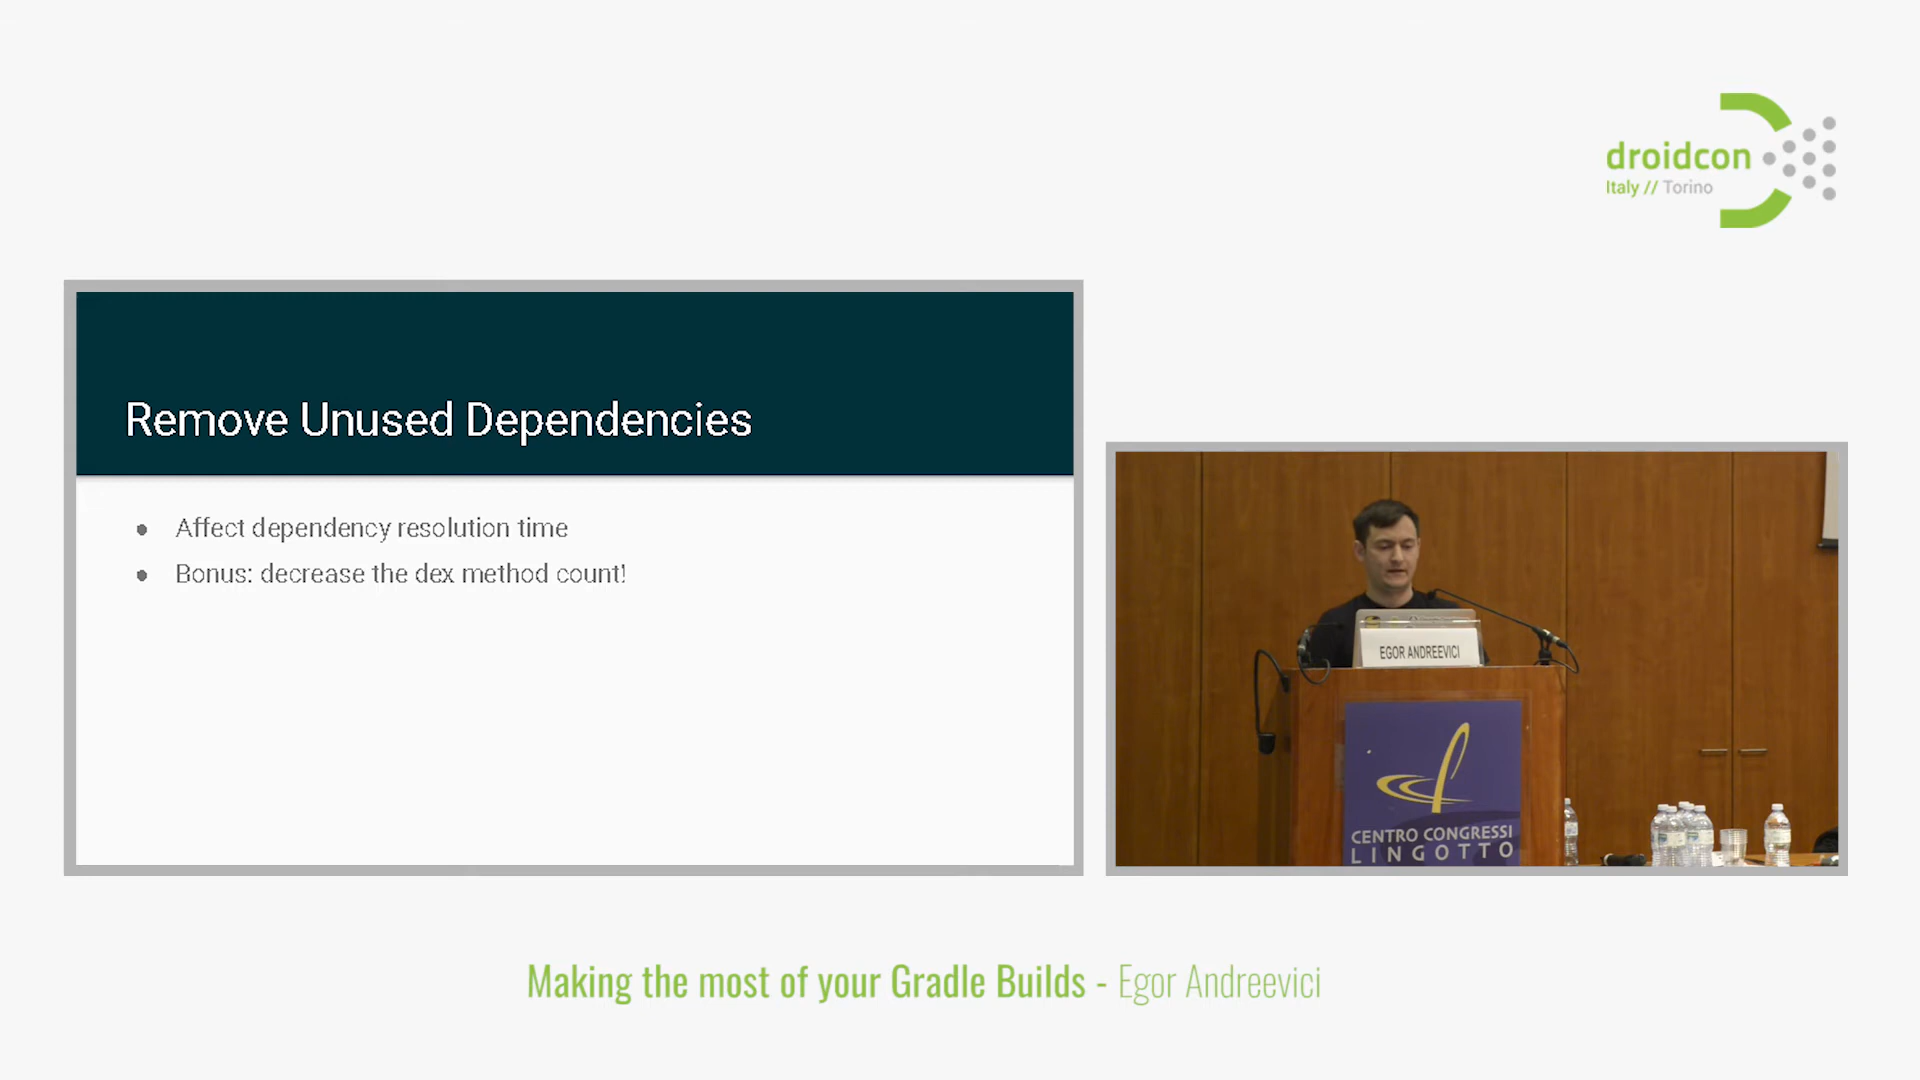 droidcon
Italy // Torino
Remove Unused Dependencies
● Affect dependency resolution time
● Bonus: decrease the dex method count!
EGOR ANDREEVICI
CENTRO CONGRESSI
LINGOTTO
Making the most of your Gradle Builds - Egor Andreevici